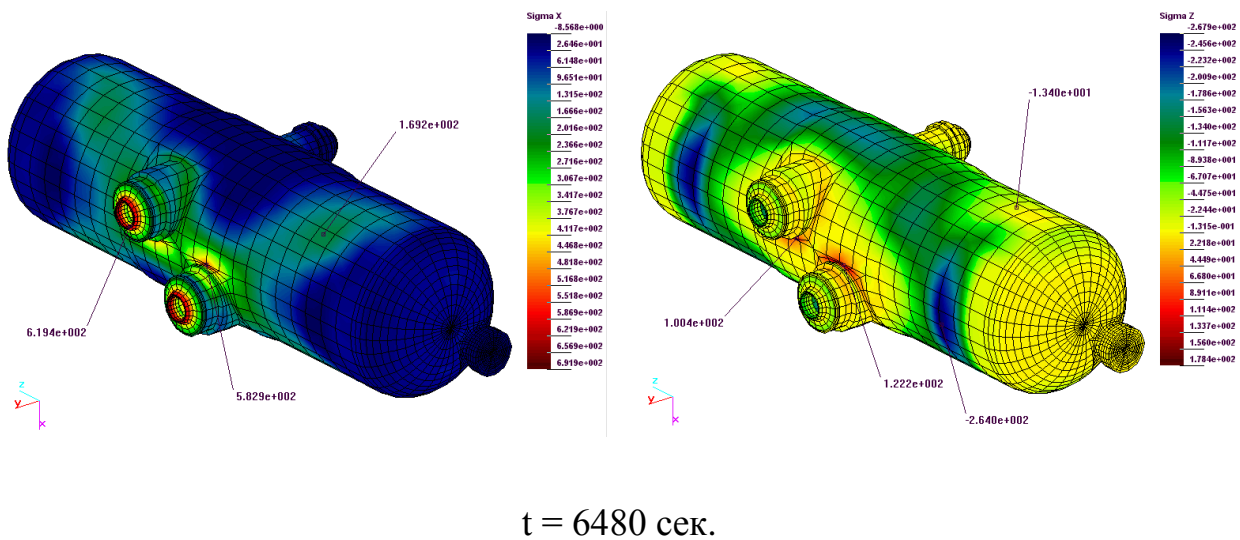 Sigma X
-8.568e+000
2.646e+001
6.148e+001
9.651e+001
1.315e+002
1.666e+002
2.016e+002
2.366e+002
2.716e+002
3.067e+002
3.417e+002
3.767e+002
4.117e+002
4.468e+002
4.818e+002
5.168e+002
5.518e+002
5.869e+002
6.219e+002
6.569e+002
6.919e+002
1.692e+002
6.194e+002
5.829e+002
z
y
x
Sigma Z
-2.679e+002
-2.456e+002
-2.232e+002
-2.009e+002
-1.786e+002
-1.563e+002
-1.340e+002
-1.117e+002
-8.938e+001
-6.707e+001
-4.475e+001
-2.244e+001
-1.315e-001
2.218e+001
4.449e+001
6.680e+001
8.911e+001
1.114e+002
1.337e+002
1.560e+002
1.784e+002
-1.340e+001
1.004e+002
1.222e+002
-2.640e+002
z
y
x
t = 6480 сек.